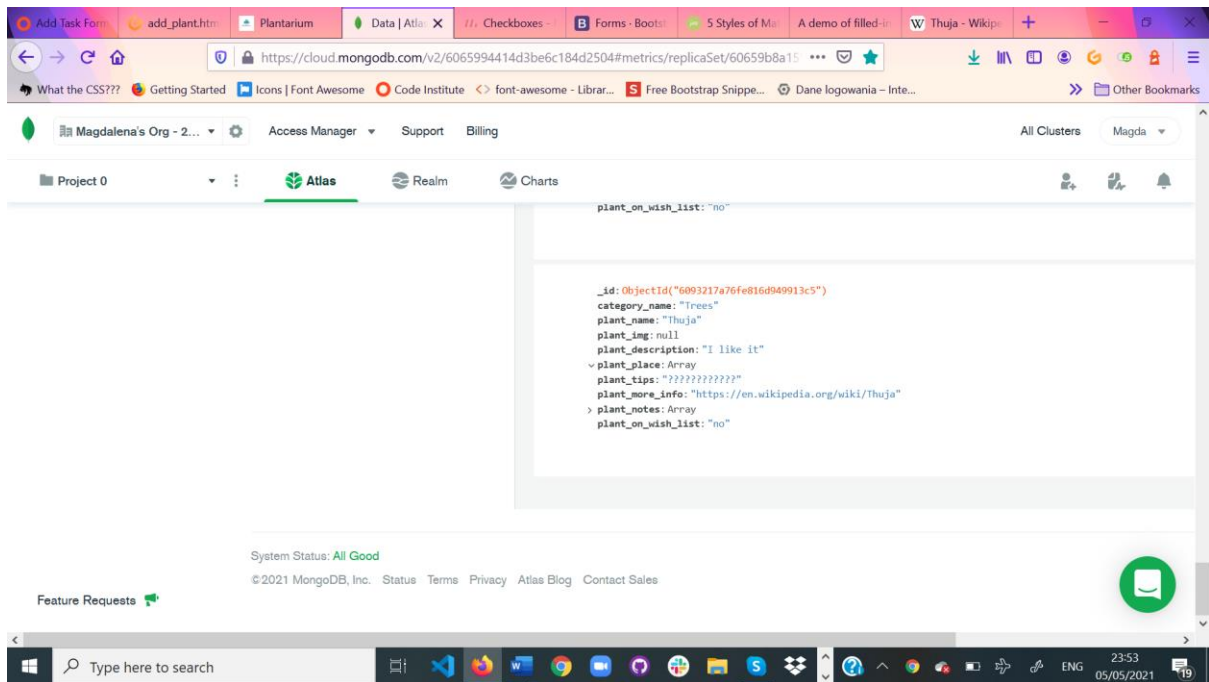 Add Task Form add_plant.htm Plantarium Data | Atlas Checkboxes - Forms - Bootst 5 Styles of Mat A demo of filled-in W Thuja - Wikipe
https://cloud.mongodb.com/v2/6065994414d3be6c184d2504#metrics/replicaSet/60659b8a15
What the CSS??? Getting Started Icons | Font Awesome Code Institute font-awesome - Librar... S Free Bootstrap Snippe... Dane logowania – Inte... Other Bookmarks
Magdalena's Org - 2... Access Manager Support Billing All Clusters Magda
Project 0 Atlas Realm Charts
plant_on_wish_list: "no"
_id: ObjectId("6093217a76fe816d949913c5")
category_name: "Trees"
plant_name: "Thuja"
plant_img: null
plant_description: "I like it"
plant_place: Array
plant_tips: "????????????"
plant_more_info: "https://en.wikipedia.org/wiki/Thuja"
plant_notes: Array
plant_on_wish_list: "no"
System Status: All Good
©2021 MongoDB, Inc. Status Terms Privacy Atlas Blog Contact Sales
Feature Requests
Type here to search ENG 23:53
05/05/2021 19